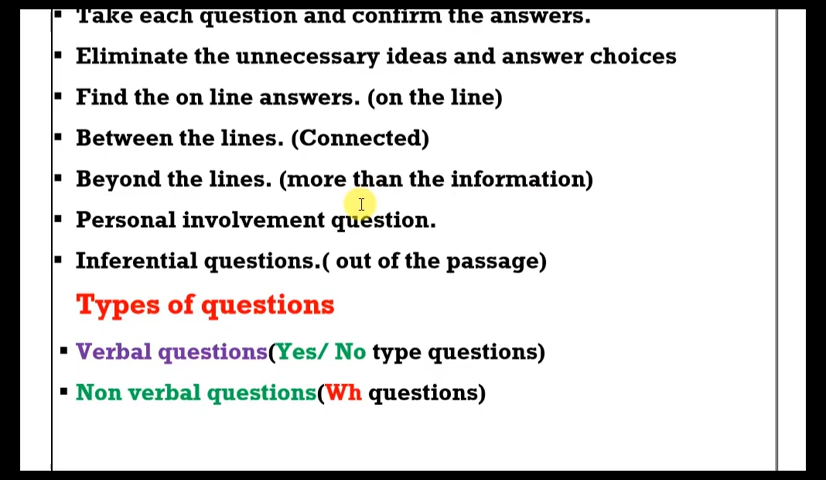 ▪ Take each question and confirm the answers.
▪ Eliminate the unnecessary ideas and answer choices
▪ Find the on line answers. (on the line)
▪ Between the lines. (Connected)
▪ Beyond the lines. (more than the information)
▪ Personal involvement question.
▪ Inferential questions.( out of the passage)
Types of questions
▪ Verbal questions(Yes/ No type questions)
▪ Non verbal questions(Wh questions)